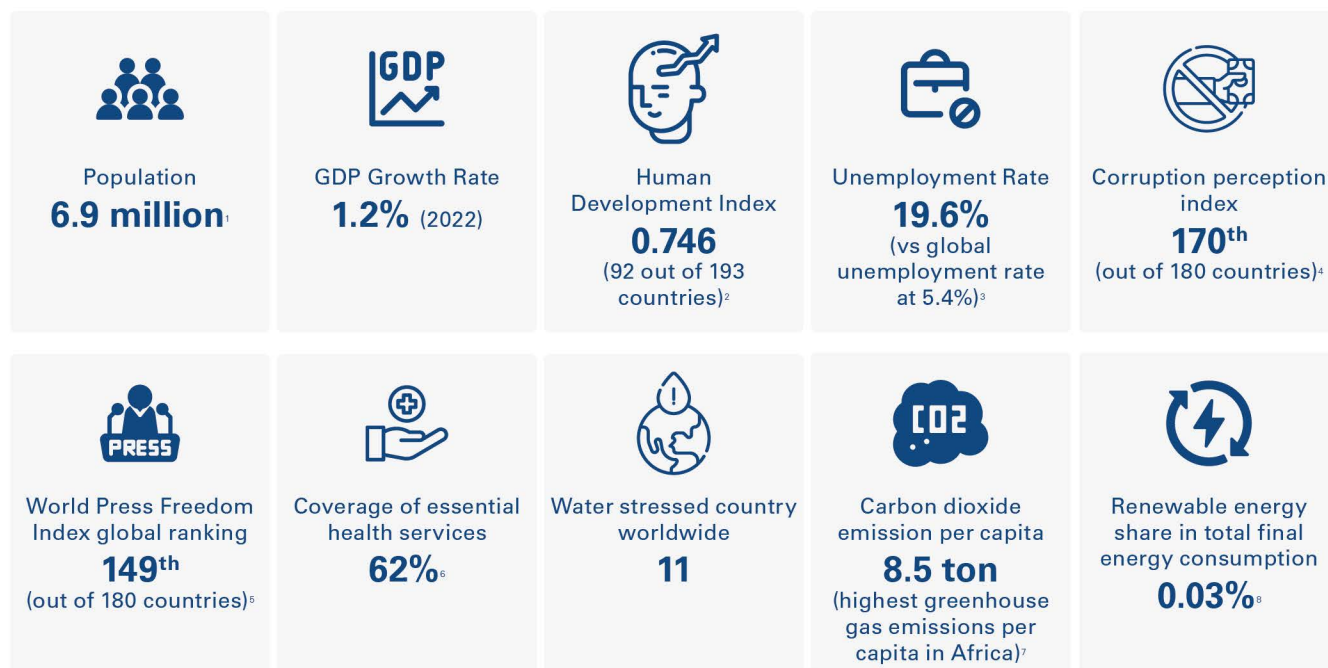 GDP
Population
6.9 million1
GDP Growth Rate
1.2% (2022)
Human
Development Index
0.746
(92 out of 193
countries)2
Unemployment Rate
19.6%
(vs global
unemployment rate
at 5.4%)3
Corruption perception
index
170th
(out of 180 countries)4
PRESS
World Press Freedom
Index global ranking
149th
(out of 180 countries)5
Coverage of essential
health services
62%6
!
Water stressed country
worldwide
11
CO2
Carbon dioxide
emission per capita
8.5 ton
(highest greenhouse
gas emissions per
capita in Africa)7
Renewable energy
share in total final
energy consumption
0.03%8